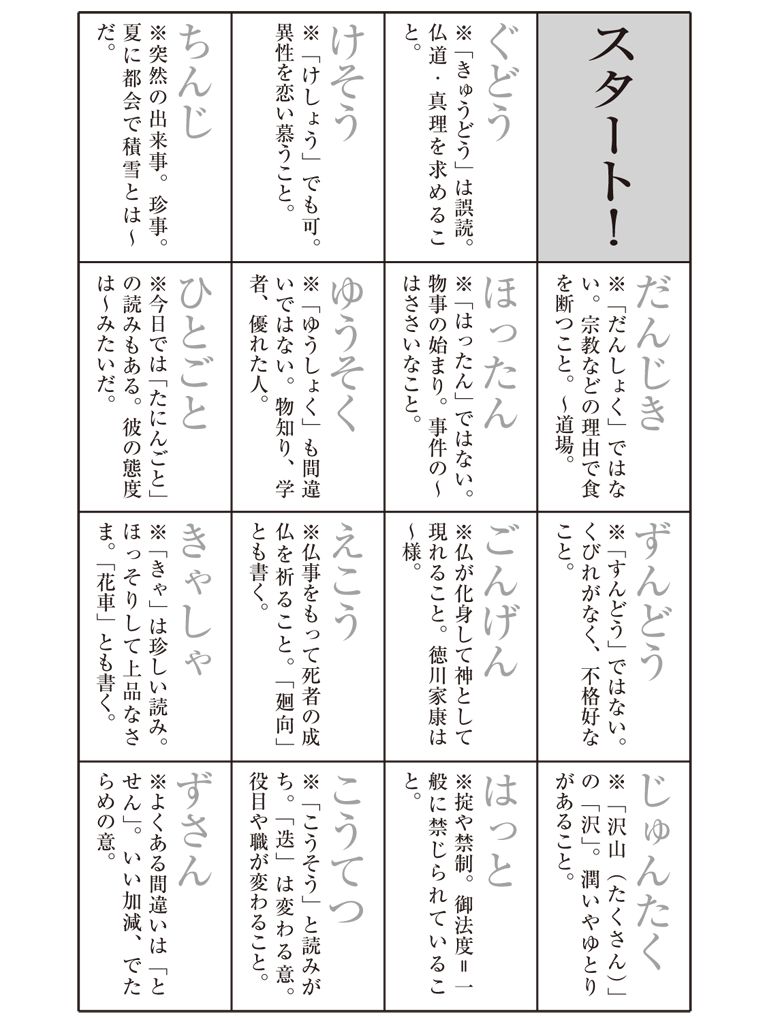 スタート!
だんじき
※「だんしょく」ではな
い。宗教などの理由で食
を断つこと。～道場。
ずんどう
※「すんどう」ではない。
くびれがなく、不格好な
こと。
じゅんたく
※「沢山(たくさん)」
の「沢」。潤いやゆとり
があること。
ぐどう
※「きゅうどう」は誤読。
仏道・真理を求めるこ
と。
ほったん
※「はったん」ではない。
物事の始まり。事件の～
はささいなこと。
ごんげん
※仏が化身して神として
現れること。徳川家康は
～様。
はっと
※掟や禁制。御法度=一
般に禁じられているこ
と。
けそう
※「けしょう」でも可。
異性を恋い慕うこと。
ゆうそく
※「ゆうしょく」も間違
いではない。物知り、学
者、優れた人。
えこう
※仏事をもって死者の成
仏を祈ること。「廻向」
とも書く。
こうてつ
※「こうそう」と読みが
ち。「迭」は変わる意。
役目や職が変わること。
ちんじ
※突然の出来事。珍事。
夏に都会で積雪とは～
だ。
ひとごと
※今日では「たにんごと」
の読みもある。彼の態度
は～みたいだ。
きゃしゃ
※「きゃ」は珍しい読み。
ほっそりして上品なさ
ま。「花車」とも書く。
ずさん
※よくある間違いは「と
せん」。いい加減、でた
らめの意。